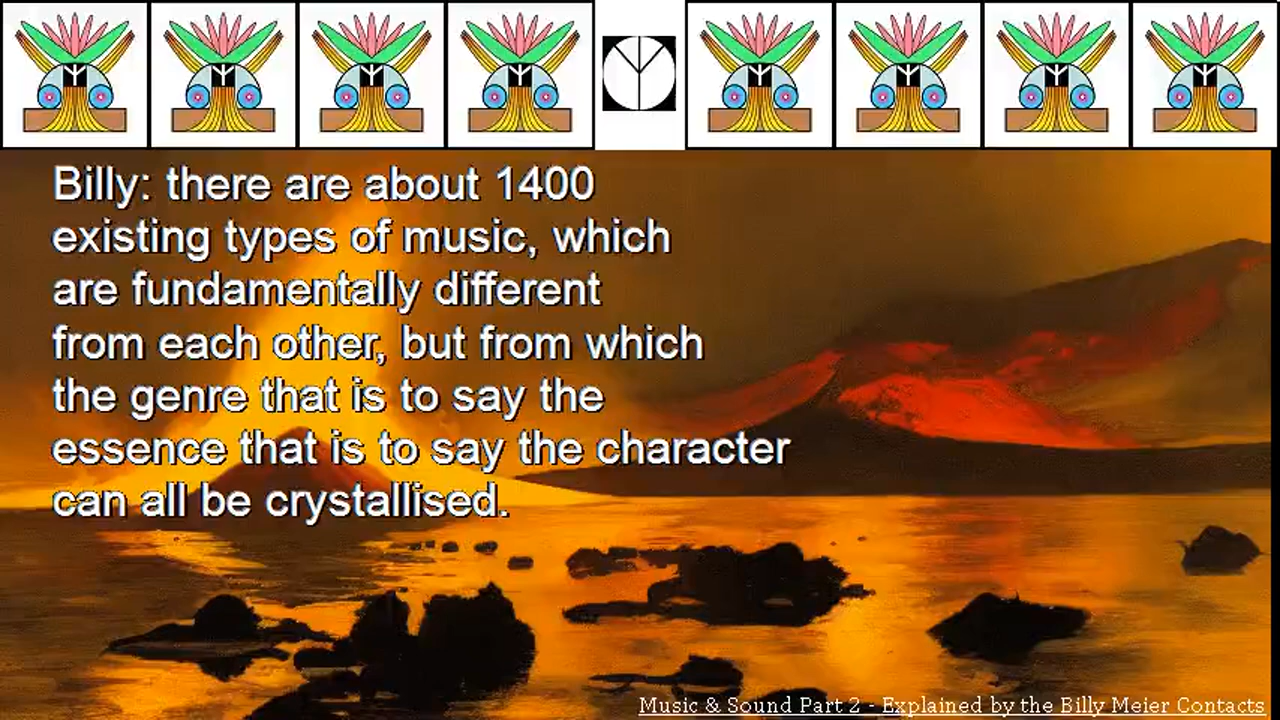 Billy: there are about 1400
existing types of music, which
are fundamentally different
from each other, but from which
the genre that is to say the
essence that is to say the character
can all be crystallised.
Music & Sound Part 2 - Explained by the Billy Meier Contacts